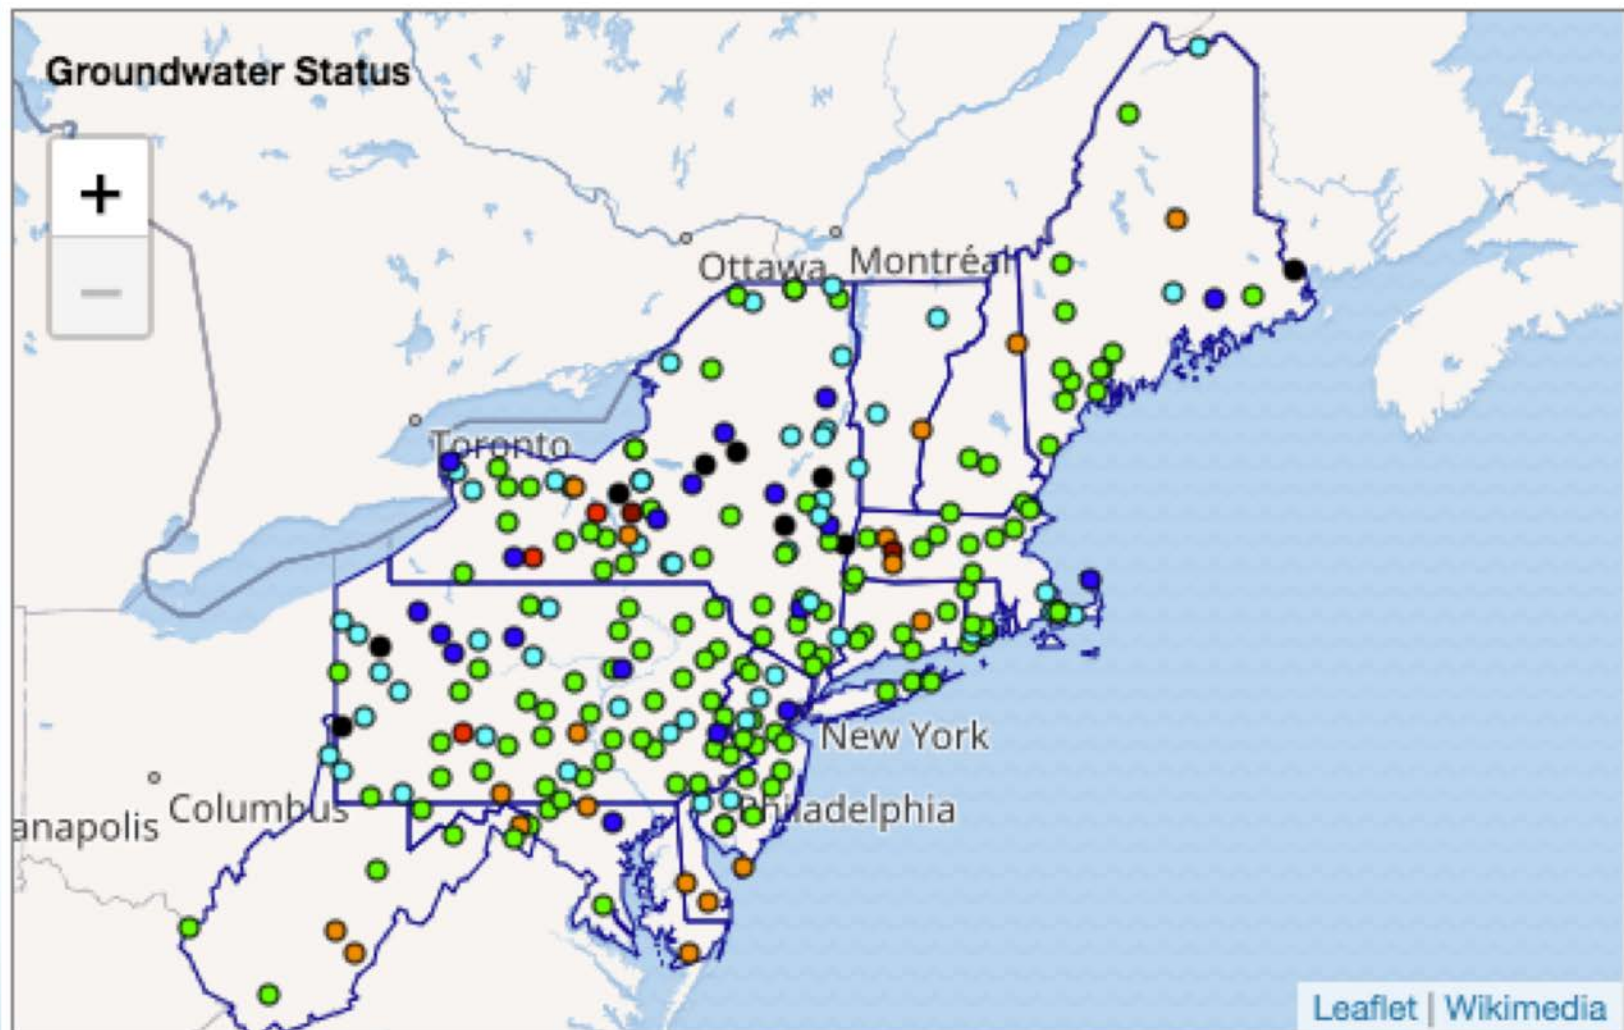 Groundwater Status
+
−
Ottawa
Montréal
Toronto
New York
Columbus
Philadelphia
anapolis
Leaflet | Wikimedia